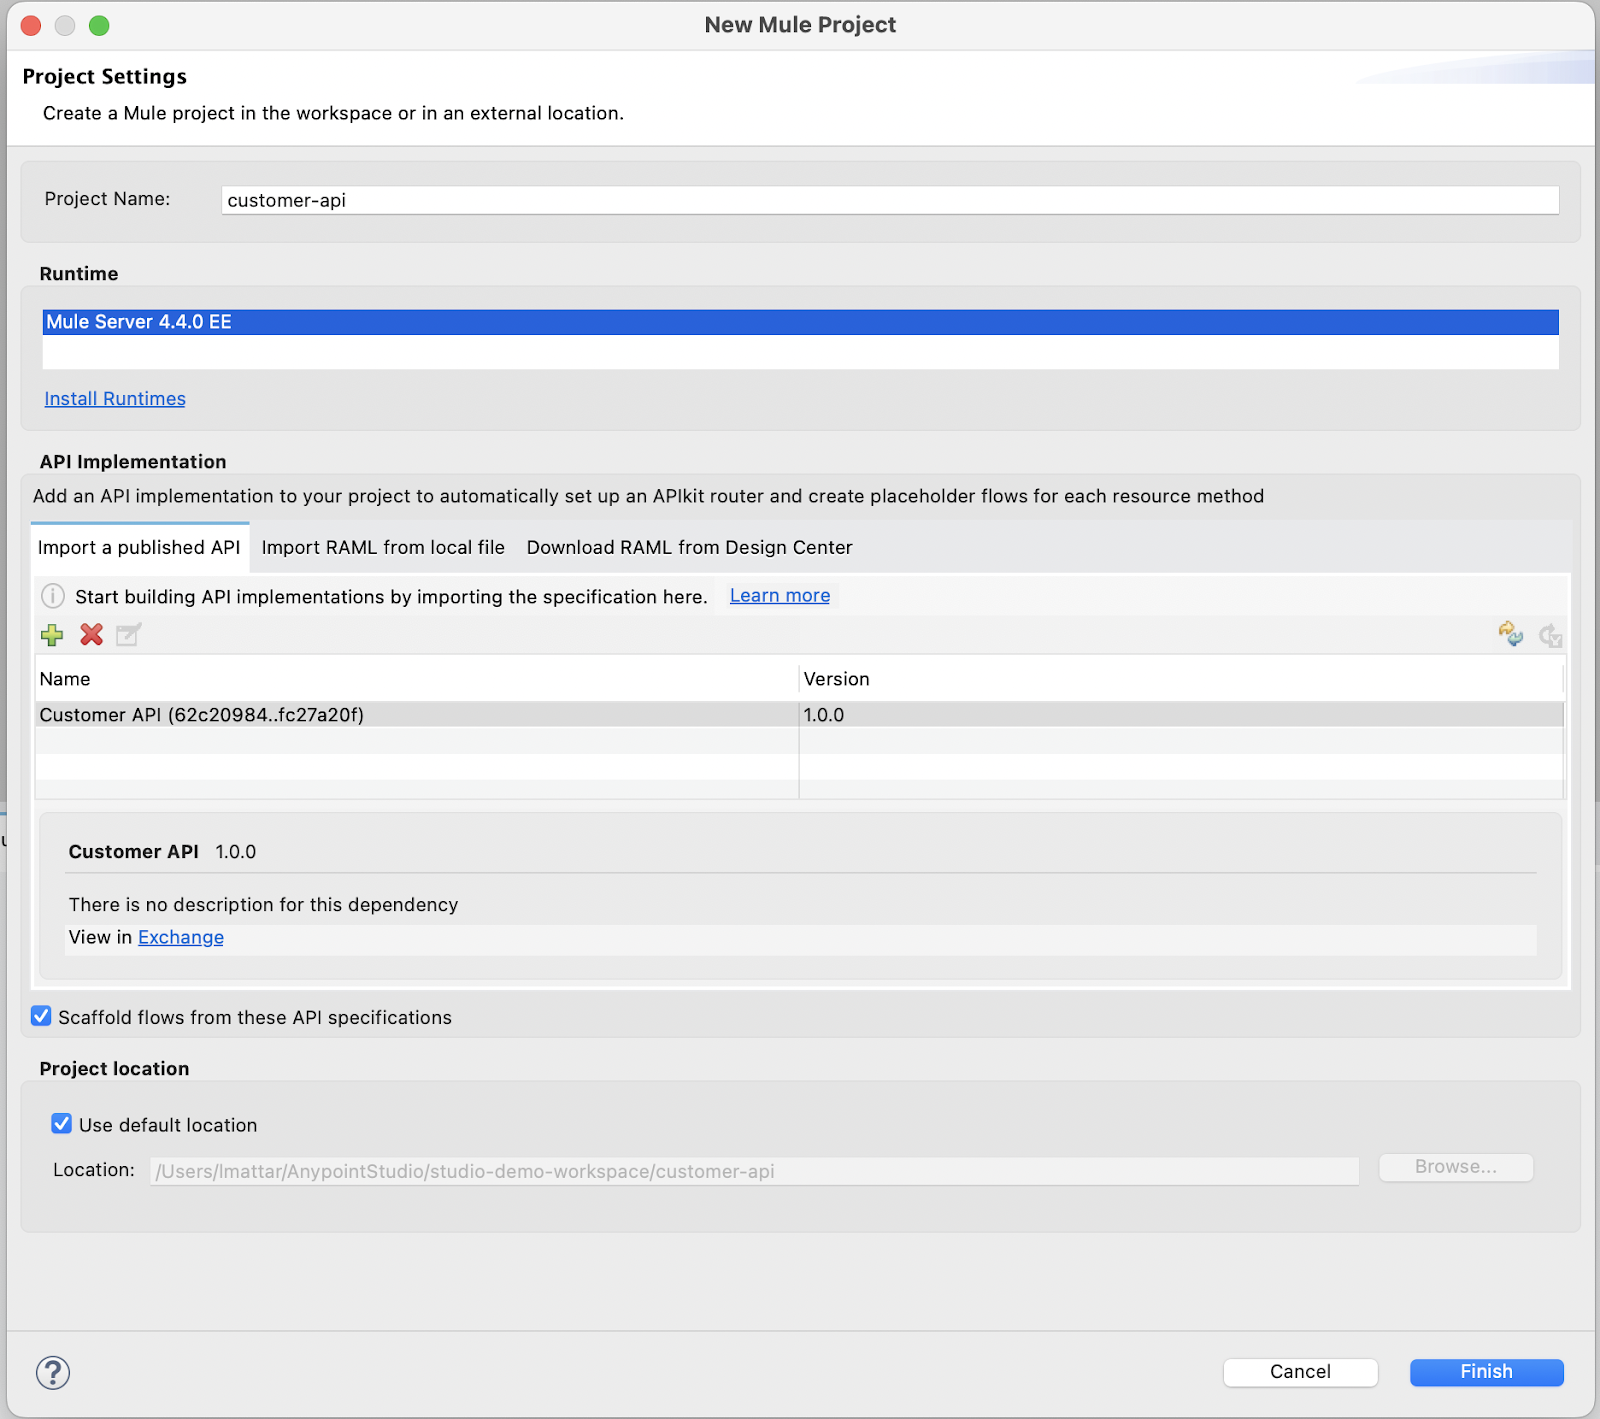 New Mule Project
Project Settings
Create a Mule project in the workspace or in an external location.
Project Name: customer-api
Runtime
Mule Server 4.4.0 EE
Install Runtimes
API Implementation
Add an API implementation to your project to automatically set up an APIkit router and create placeholder flows for each resource method
Import a published API Import RAML from local file Download RAML from Design Center
Start building API implementations by importing the specification here. Learn more
Name Version
Customer API (62c20984..fc27a20f) 1.0.0
Customer API 1.0.0
There is no description for this dependency
View in Exchange
Scaffold flows from these API specifications
Project location
Use default location
Location: /Users/lmattar/AnypointStudio/studio-demo-workspace/customer-api Browse...
? Cancel Finish